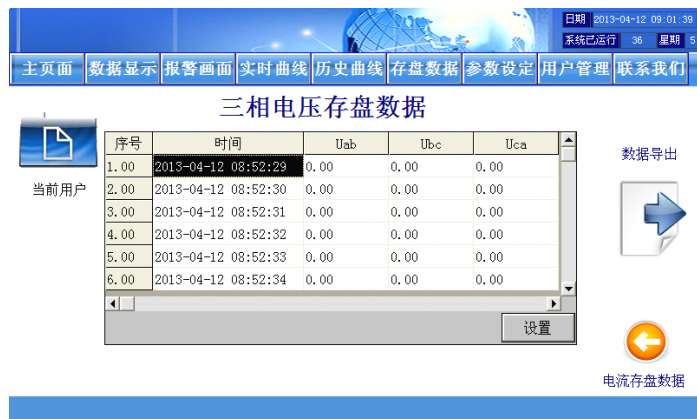 日期 2013-04-12 09:01:39
系统已运行 36 星期 5
主页面 数据显示 报警画面 实时曲线 历史曲线 存盘数据 参数设定 用户管理 联系我们
三相电压存盘数据
序号 时间 Uab Ubc Uca
1.00 2013-04-12 08:52:29 0.00 0.00 0.00
2.00 2013-04-12 08:52:30 0.00 0.00 0.00
3.00 2013-04-12 08:52:31 0.00 0.00 0.00
4.00 2013-04-12 08:52:32 0.00 0.00 0.00
5.00 2013-04-12 08:52:33 0.00 0.00 0.00
6.00 2013-04-12 08:52:34 0.00 0.00 0.00
设置
当前用户
数据导出
电流存盘数据